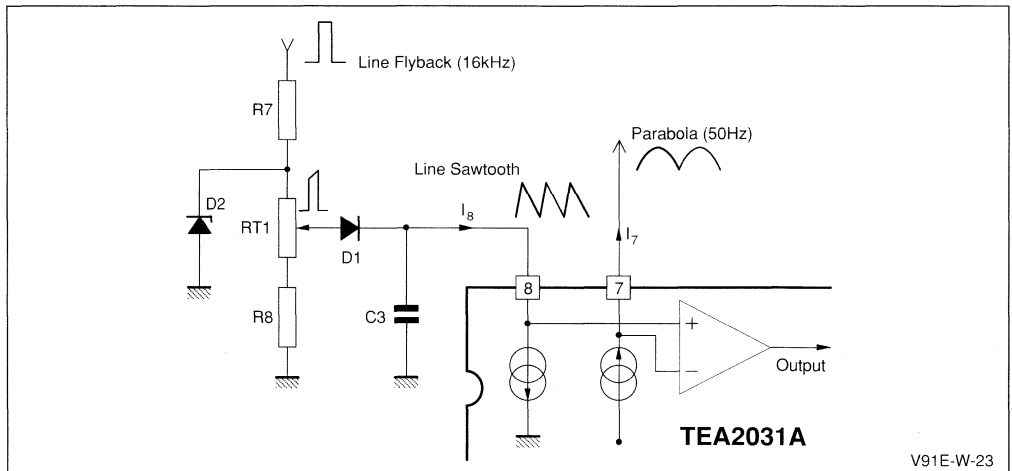 Line Flyback (16kHz)
R7
Parabola (50Hz)
Line Sawtooth
D2
RT1
I8
I7
D1
8
7
R8
C3
+
−
Output
TEA2031A
V91E-W-23